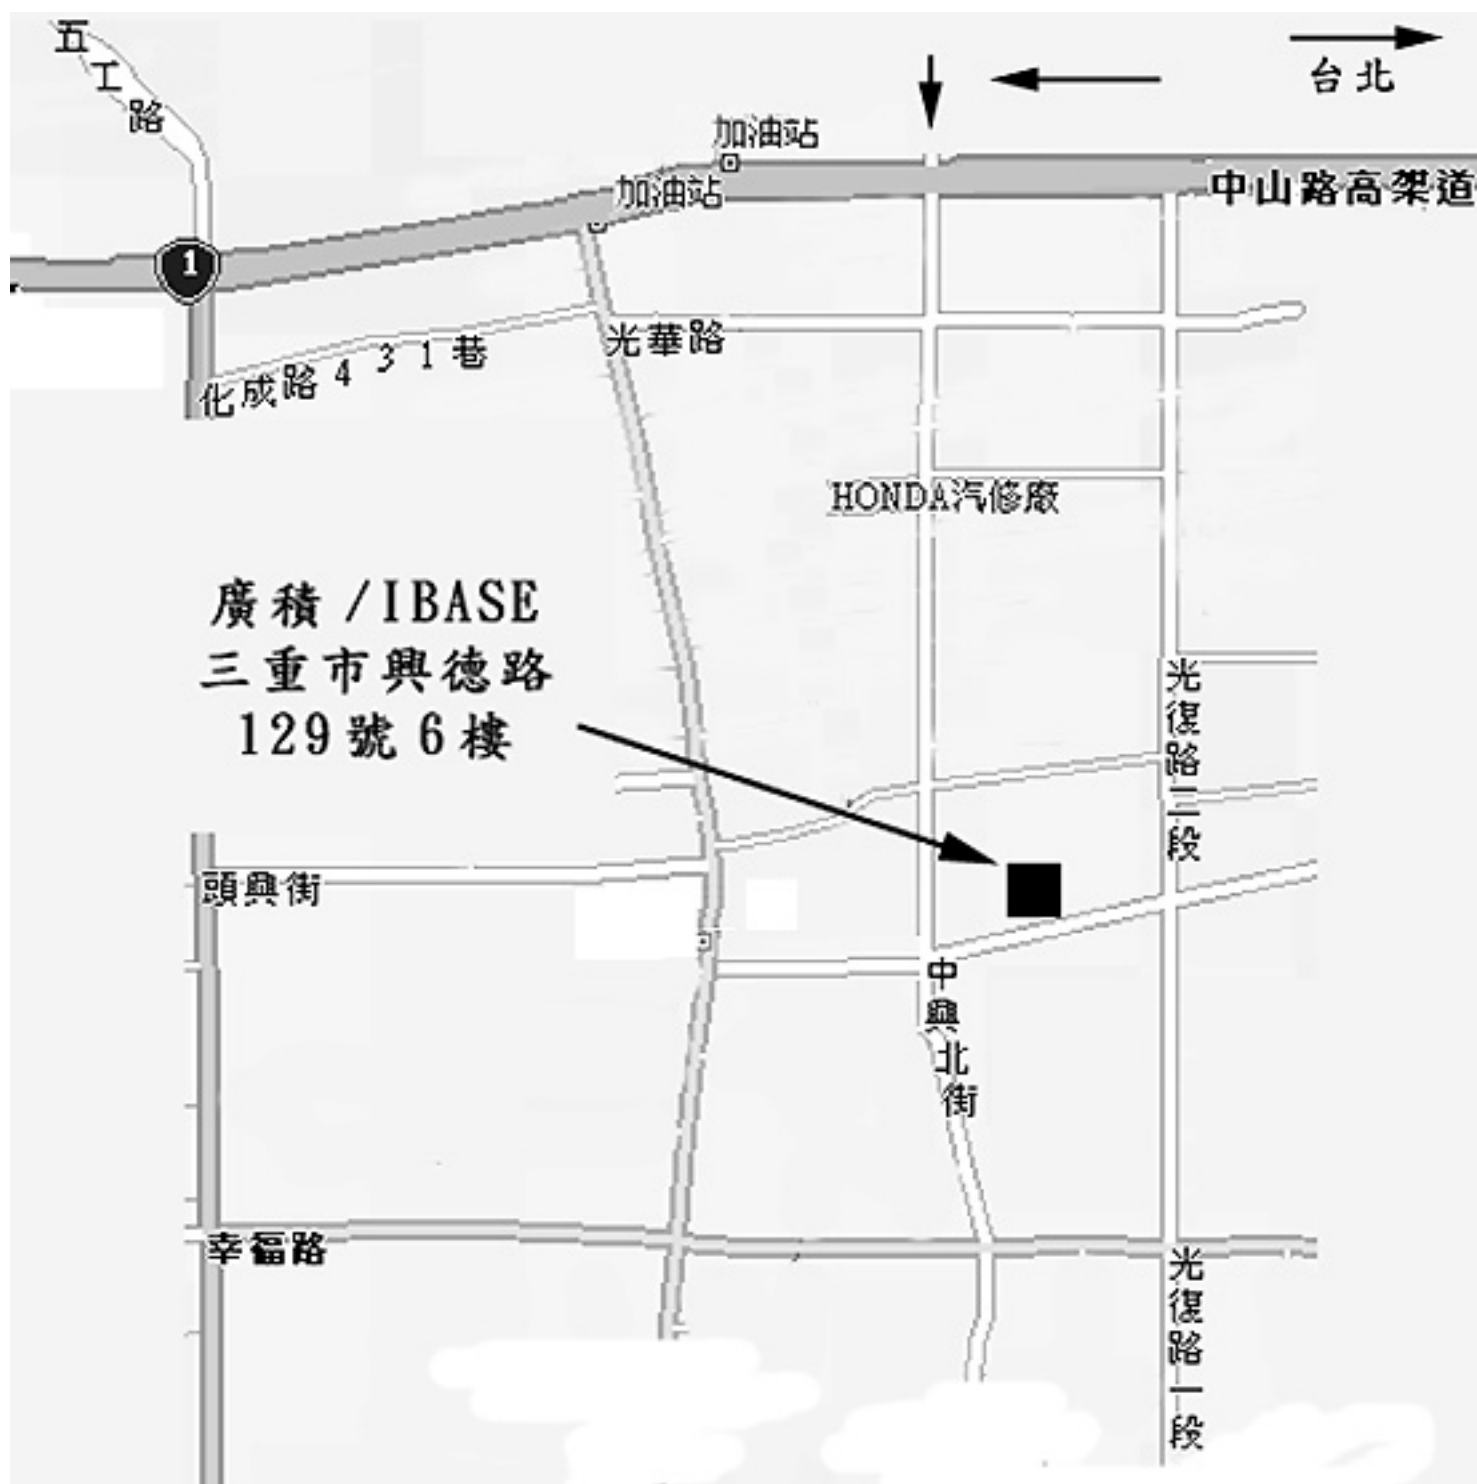 五工路
台北
加油站
加油站
中山路高架道
1
光華路
化成路431巷
HONDA汽修廠
廣積/IBASE
三重市興德路
129號6樓
光復路二段
頭興街
中興北街
幸福路
光復路一段